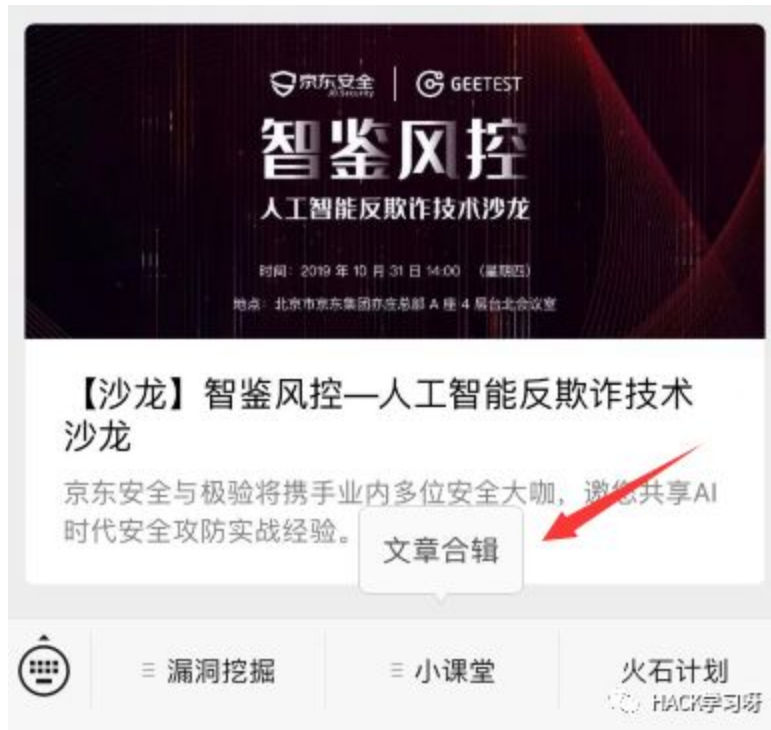 京东安全
JD.Security
GEETEST
智鉴风控
人工智能反欺诈技术沙龙
时间：2019 年 10 月 31 日 14:00 （星期四）
地点：北京市京东集团亦庄总部 A 座 4 层台北会议室
【沙龙】智鉴风控—人工智能反欺诈技术
沙龙
京东安全与极验将携手业内多位安全大咖，邀您共享AI
时代安全攻防实战经验。
文章合辑
漏洞挖掘
小课堂
火石计划
HACK学习呀